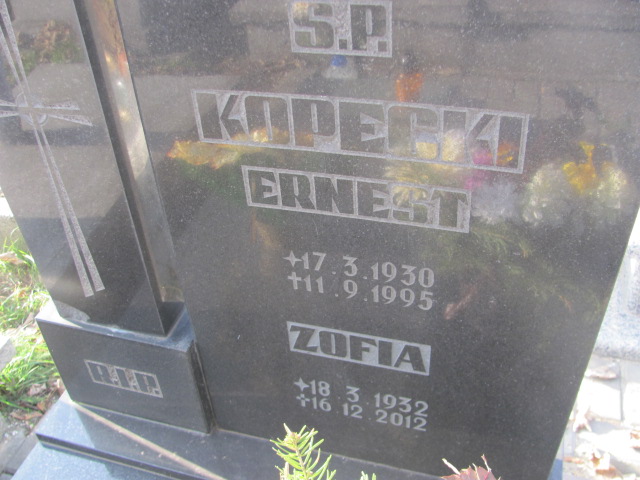 S.P.
KOPECKI
ERNEST
17.3.1930
11.9.1995
ZOFIA
18.3.1932
16.12.2012
R.I.P.